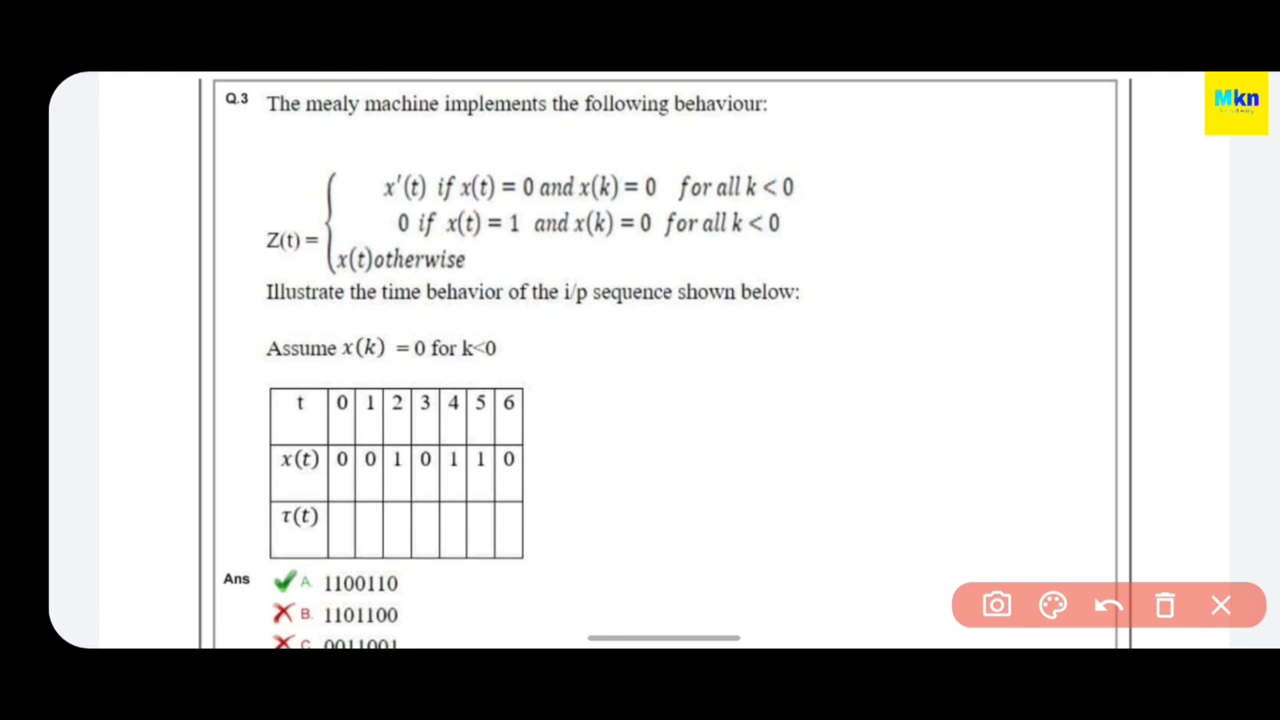 Mkn
Q.3 The mealy machine implements the following behaviour:
x'(t) if x(t) = 0 and x(k) = 0 for all k < 0
0 if x(t) = 1 and x(k) = 0 for all k < 0
Z(t) =
x(t)otherwise
Illustrate the time behavior of the i/p sequence shown below:
Assume x(k) = 0 for k<0
t 0 1 2 3 4 5 6
x(t) 0 0 1 0 1 1 0
τ(t)
Ans A. 1100110
B. 1101100
C. 0011001